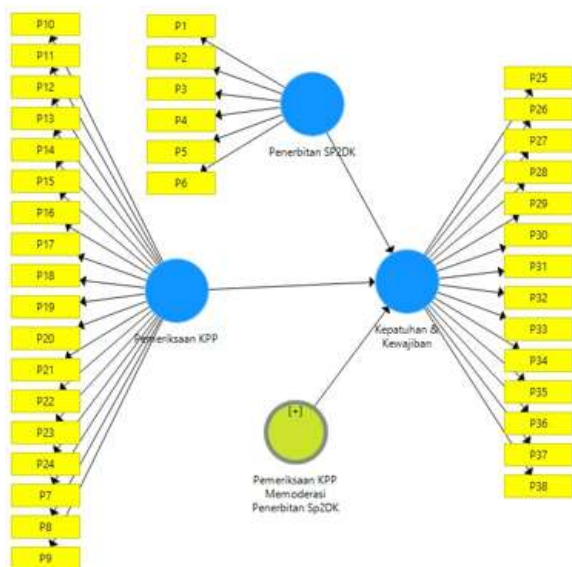 P10
P11
P12
P13
P14
P15
P16
P17
P18
P19
P20
P21
P22
P23
P24
P7
P8
P9
P1
P2
P3
P4
P5
P6
Penerbitan SP2DK
Pemeriksaan KPP
Kepatuhan &
Kewajiban
[+]
Pemeriksaan KPP
Memoderasi
Penerbitan Sp2DK
P25
P26
P27
P28
P29
P30
P31
P32
P33
P34
P35
P36
P37
P38